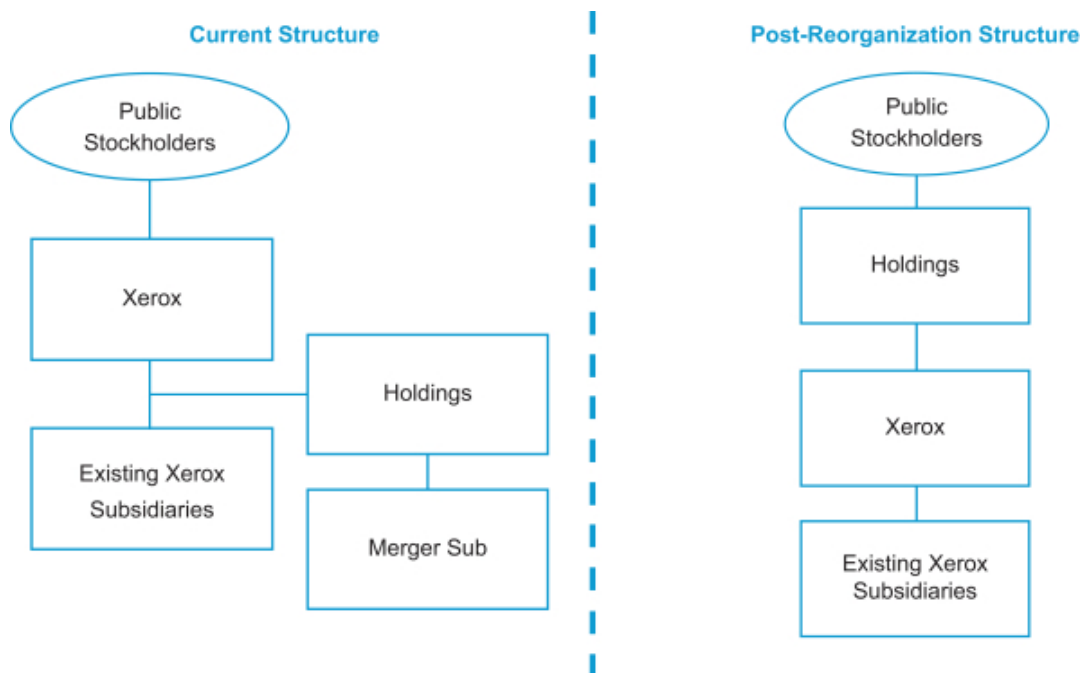 Current Structure
Public
Stockholders
Xerox
Holdings
Existing Xerox
Subsidiaries
Merger Sub
Post-Reorganization Structure
Public
Stockholders
Holdings
Xerox
Existing Xerox
Subsidiaries